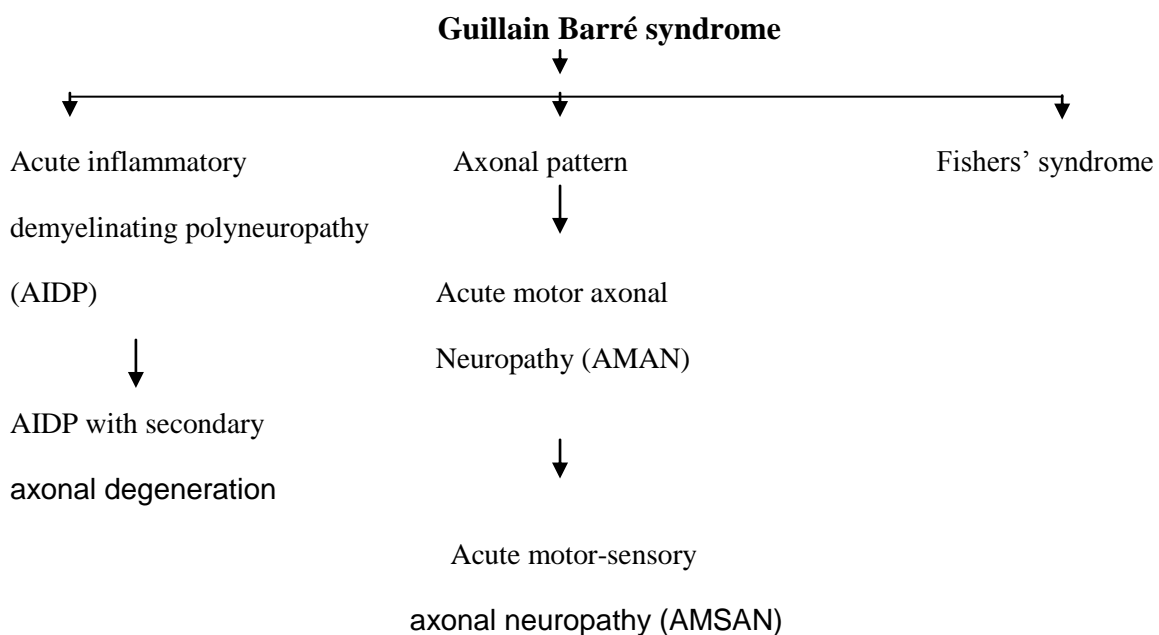 Guillain Barré syndrome
Acute inflammatory
demyelinating polyneuropathy
(AIDP)
AIDP with secondary
axonal degeneration
Axonal pattern
Acute motor axonal
Neuropathy (AMAN)
Acute motor-sensory
axonal neuropathy (AMSAN)
Fishers’ syndrome